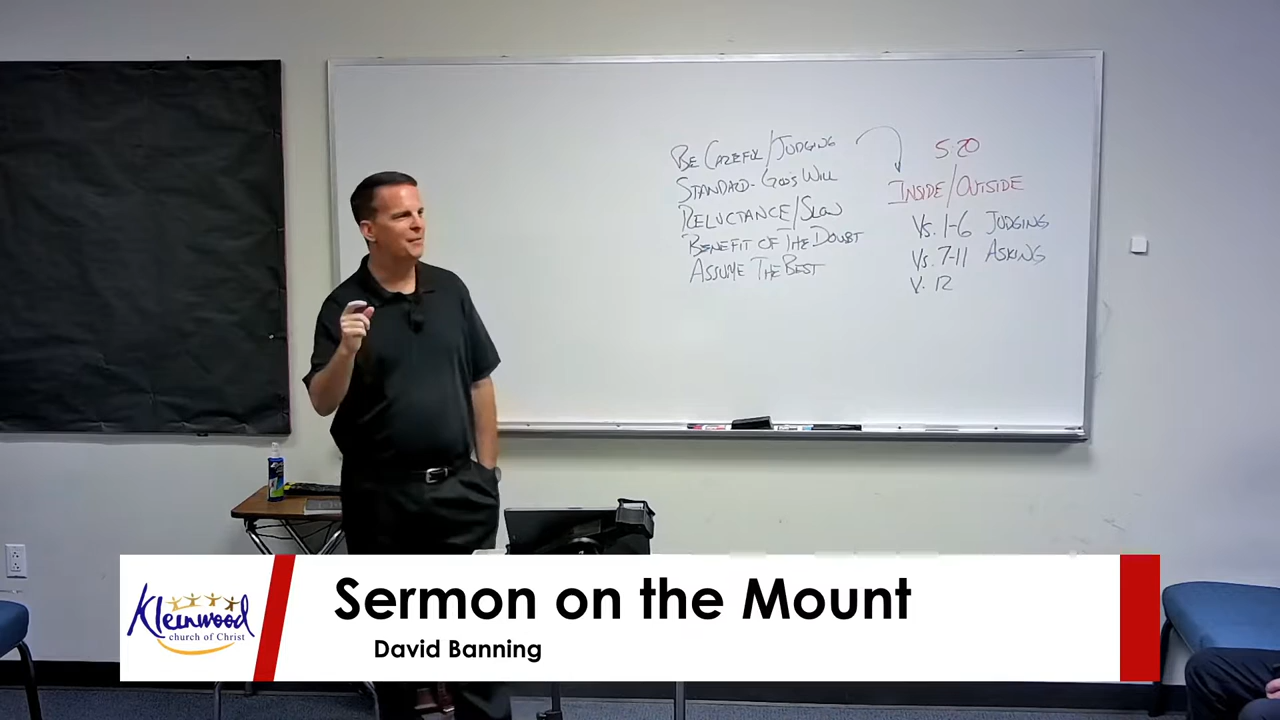 BE CAREFUL/JUDGING
STANDARD - GOD'S WILL
RELUCTANCE/SLOW
BENEFIT OF THE DOUBT
ASSUME THE BEST
5:20
INSIDE/OUTSIDE
Vs. 1-6 JUDGING
Vs. 7-11 ASKING
V. 12
Kleinwood
church of Christ
Sermon on the Mount
David Banning